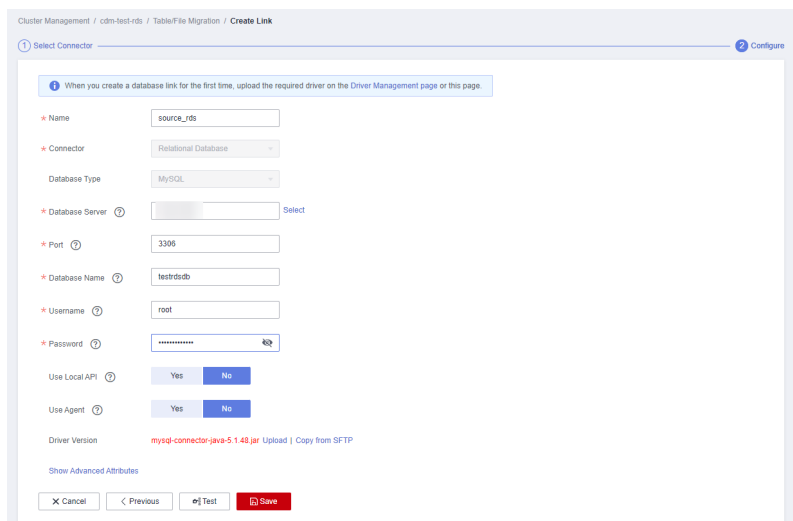 Cluster Management / cdm-test-rds / Table/File Migration / Create Link
1 Select Connector 2 Configure
When you create a database link for the first time, upload the required driver on the Driver Management page or this page.
* Name source_rds
* Connector Relational Database
Database Type MySQL
* Database Server ? Select
* Port ? 3306
* Database Name ? testrdsdb
* Username ? root
* Password ? •••••••••••••
Use Local API ? Yes No
Use Agent ? Yes No
Driver Version mysql-connector-java-5.1.48.jar Upload | Copy from SFTP
Show Advanced Attributes
Cancel Previous Test Save